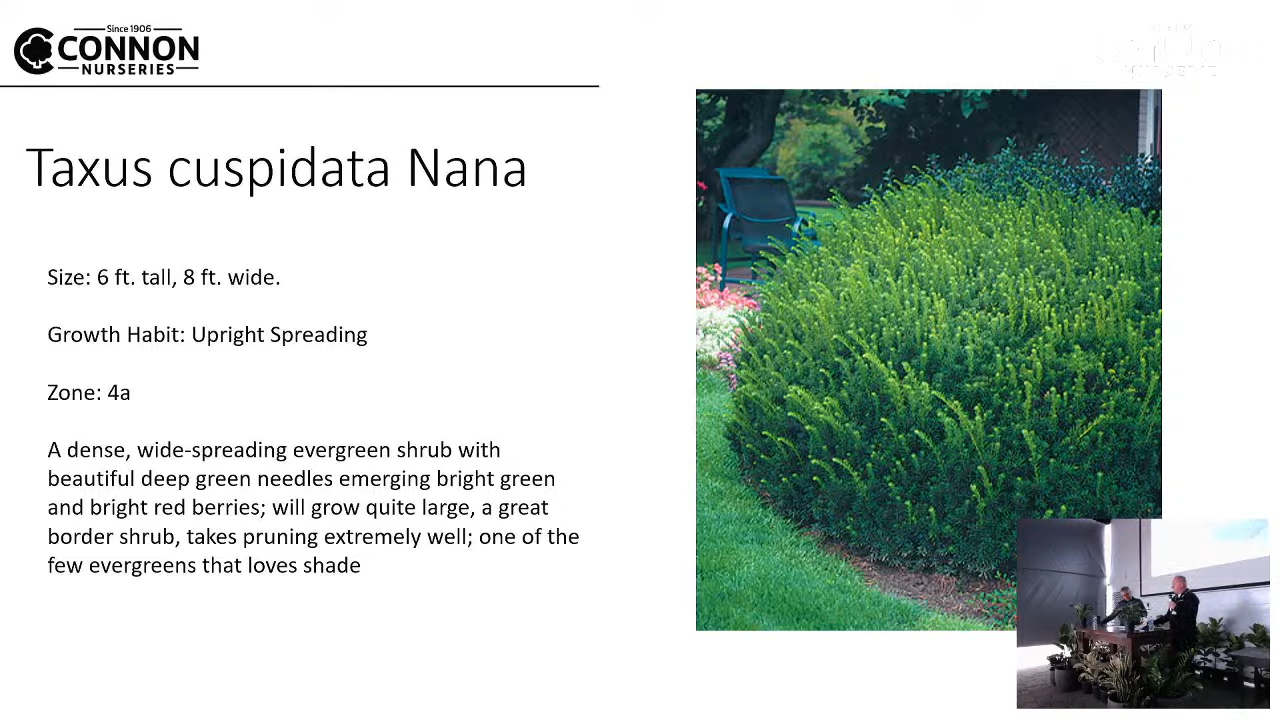 Since 1906
CONNON
NURSERIES
Taxus cuspidata Nana
Size: 6 ft. tall, 8 ft. wide.
Growth Habit: Upright Spreading
Zone: 4a
A dense, wide-spreading evergreen shrub with
beautiful deep green needles emerging bright green
and bright red berries; will grow quite large, a great
border shrub, takes pruning extremely well; one of the
few evergreens that loves shade